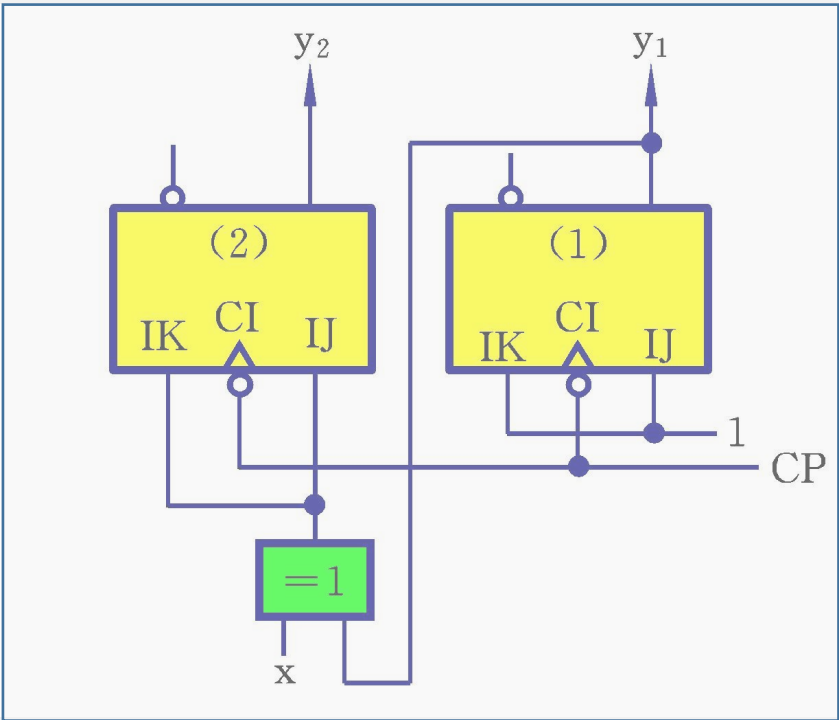 y2 y1
(2) (1)
IK CI IJ IK CI IJ
1
CP
=1
x